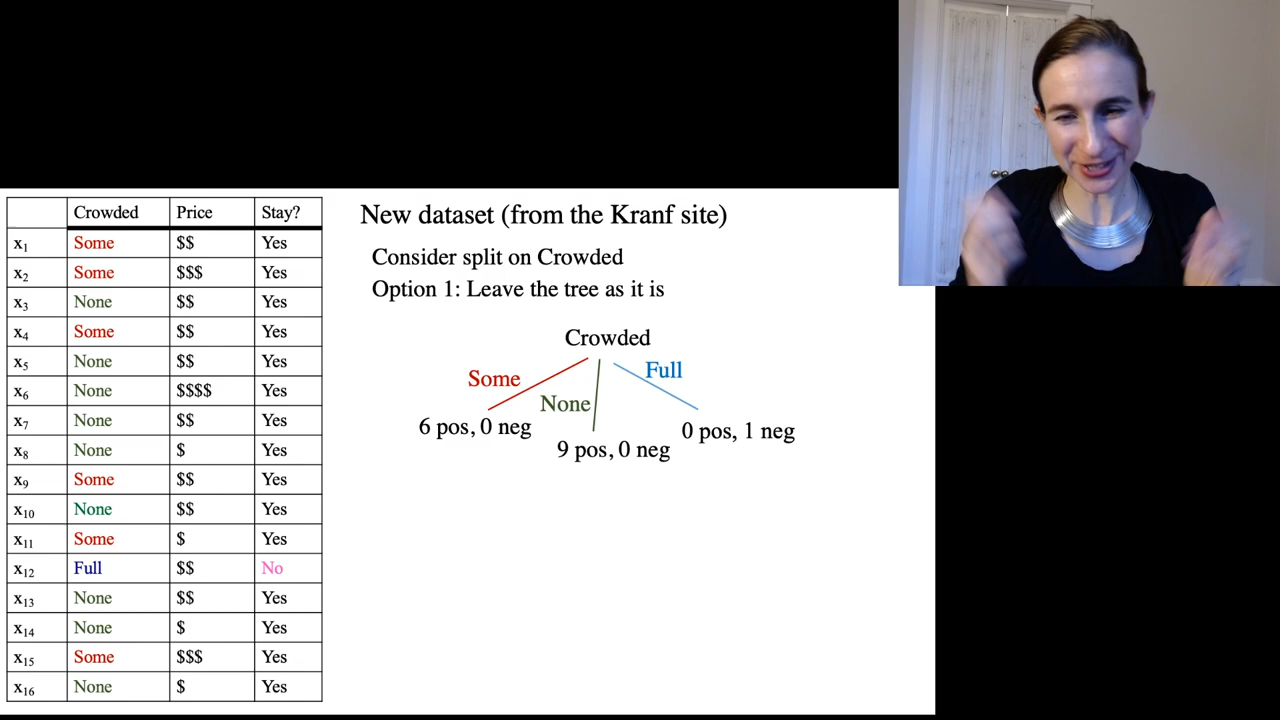 Crowded Price Stay?
x1 Some $$ Yes
x2 Some $$$ Yes
x3 None $$ Yes
x4 Some $$ Yes
x5 None $$ Yes
x6 None $$$$ Yes
x7 None $$ Yes
x8 None $ Yes
x9 Some $$ Yes
x10 None $$ Yes
x11 Some $ Yes
x12 Full $$ No
x13 None $$ Yes
x14 None $ Yes
x15 Some $$$ Yes
x16 None $ Yes
New dataset (from the Kranf site)
Consider split on Crowded
Option 1: Leave the tree as it is
Crowded
Some
None
Full
6 pos, 0 neg
9 pos, 0 neg
0 pos, 1 neg